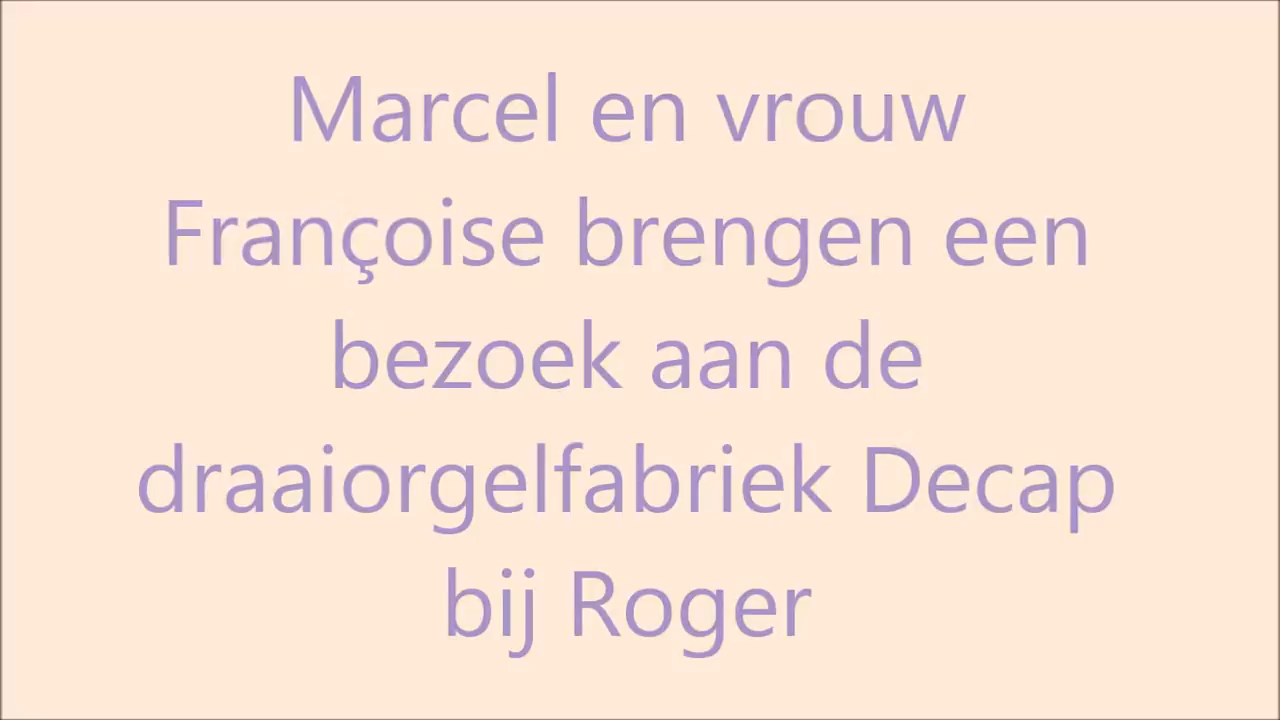 Marcel en vrouw
Françoise brengen een
bezoek aan de
draaiorgelfabriek Decap
bij Roger